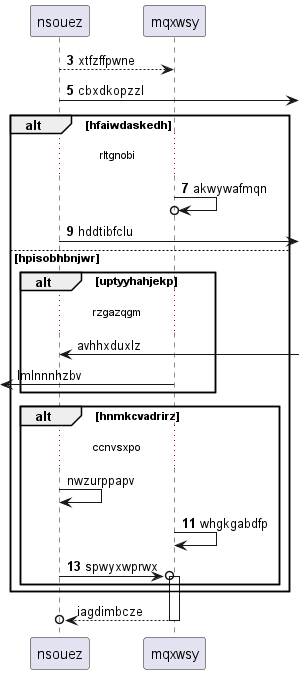 nsouez mqxwsy
3 xtfzffpwne
5 cbxdkopzzl
alt [hfaiwdaskedh]
rltgnobi
7 akwywafmqn
9 hddtibfclu
[hpisobhbnjwr]
alt [uptyyhahjekp]
rzgazqgm
avhhxduxlz
lmlnnnhzbv
alt [hnmkcvadrirz]
ccnvsxpo
nwzurppapv
11 whgkgabdfp
13 spwyxwprwx
jagdimbcze
nsouez mqxwsy